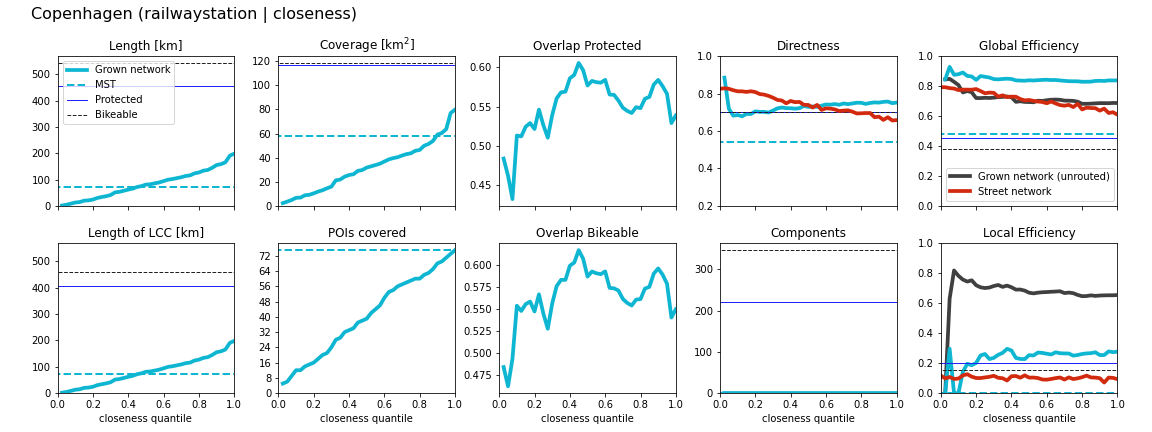 Copenhagen (railwaystation | closeness)
Length [km]
500
400
300
200
100
0
Grown network
MST
Protected
Bikeable
Coverage [km²]
120
100
80
60
40
20
0
Overlap Protected
0.60
0.55
0.50
0.45
Directness
1.0
0.8
0.6
0.4
0.2
Global Efficiency
1.0
0.8
0.6
0.4
0.2
0.0
Grown network (unrouted)
Street network
Length of LCC [km]
500
400
300
200
100
0
0.0 0.2 0.4 0.6 0.8 1.0
closeness quantile
POIs covered
72
64
56
48
40
32
24
16
8
0
0.0 0.2 0.4 0.6 0.8 1.0
closeness quantile
Overlap Bikeable
0.600
0.575
0.550
0.525
0.500
0.475
0.0 0.2 0.4 0.6 0.8 1.0
closeness quantile
Components
300
200
100
0
0.0 0.2 0.4 0.6 0.8 1.0
closeness quantile
Local Efficiency
1.0
0.8
0.6
0.4
0.2
0.0
0.0 0.2 0.4 0.6 0.8 1.0
closeness quantile